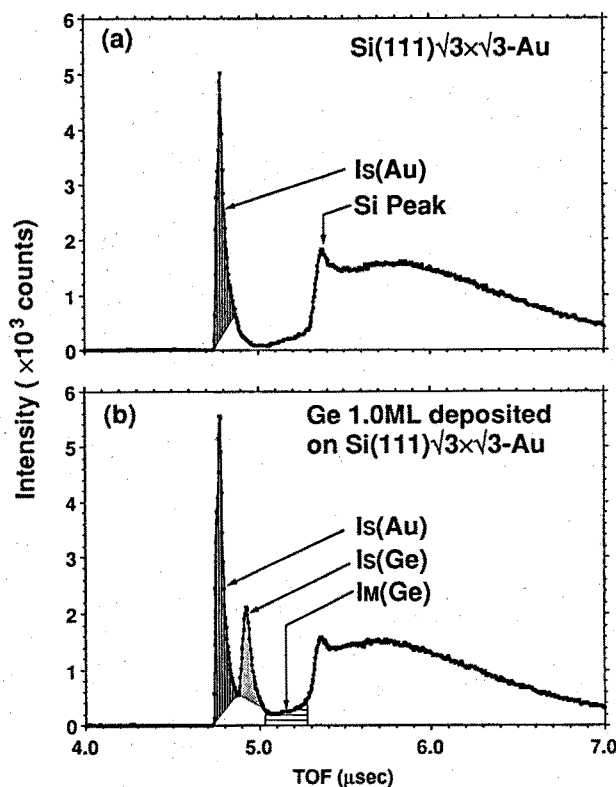 (a)
Si(111)√3×√3-Au
Is(Au)
Si Peak
6
5
4
3
2
1
0
Intensity ( ×10³ counts)
(b)
Ge 1.0ML deposited
on Si(111)√3×√3-Au
Is(Au)
Is(Ge)
IM(Ge)
6
5
4
3
2
1
0
4.0 5.0 6.0 7.0
TOF (μsec)